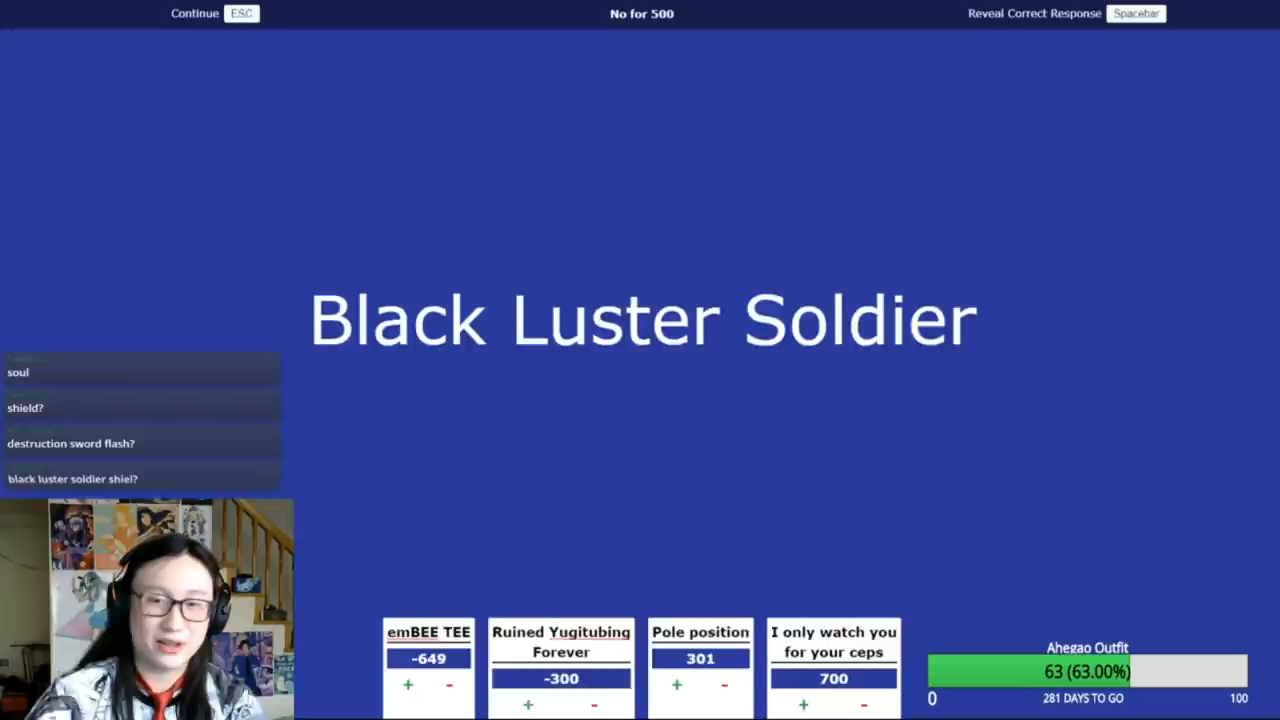 Continue ESC
No for 500
Reveal Correct Response Spacebar
Black Luster Soldier
soul
shield?
destruction sword flash?
black luster soldier shiel?
emBEE TEE
-649
+ -
Ruined Yugitubing
Forever
-300
+ -
Pole position
301
+ -
I only watch you
for your ceps
700
+ -
Ahegao Outfit
63 (63.00%)
0
281 DAYS TO GO
100